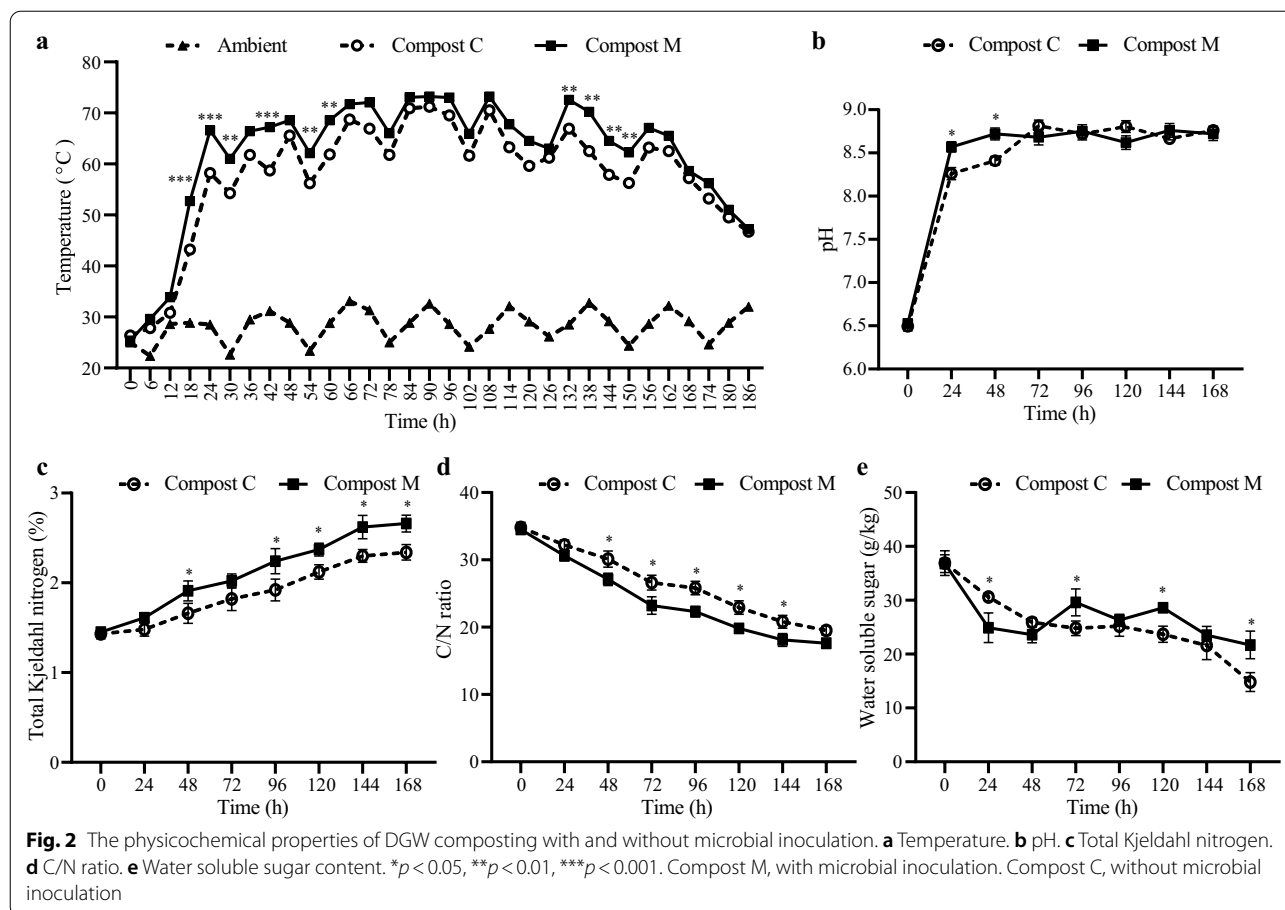 a
Ambient Compost C Compost M
Temperature (°C)
80
70
60
50
40
30
20
*** *** ** *** ** ** ** ** ** **
0 6 12 18 24 30 36 42 48 54 60 66 72 78 84 90 96 102 108 114 120 126 132 138 144 150 156 162 168 174 180 186
Time (h)
b
Compost C Compost M
pH
9.0
8.5
8.0
7.5
7.0
6.5
6.0
* *
0 24 48 72 96 120 144 168
Time (h)
c
Compost C Compost M
Total Kjeldahl nitrogen (%)
3
2
1
0
* * * * *
0 24 48 72 96 120 144 168
Time (h)
d
Compost C Compost M
C/N ratio
40
30
20
10
0
* * * * *
0 24 48 72 96 120 144 168
Time (h)
e
Compost C Compost M
Water soluble sugar (g/kg)
50
40
30
20
10
0
* * * *
0 24 48 72 96 120 144 168
Time (h)
Fig. 2 The physicochemical properties of DGW composting with and without microbial inoculation. a Temperature. b pH. c Total Kjeldahl nitrogen.
d C/N ratio. e Water soluble sugar content. *p < 0.05, **p < 0.01, ***p < 0.001. Compost M, with microbial inoculation. Compost C, without microbial
inoculation